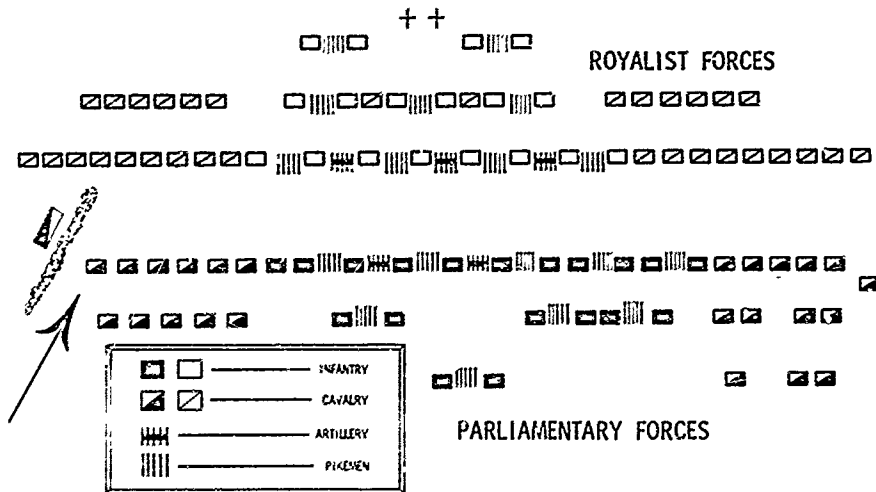 ROYALIST FORCES
INFANTRY
CAVALRY
ARTILLERY
PIKEMEN
PARLIAMENTARY FORCES